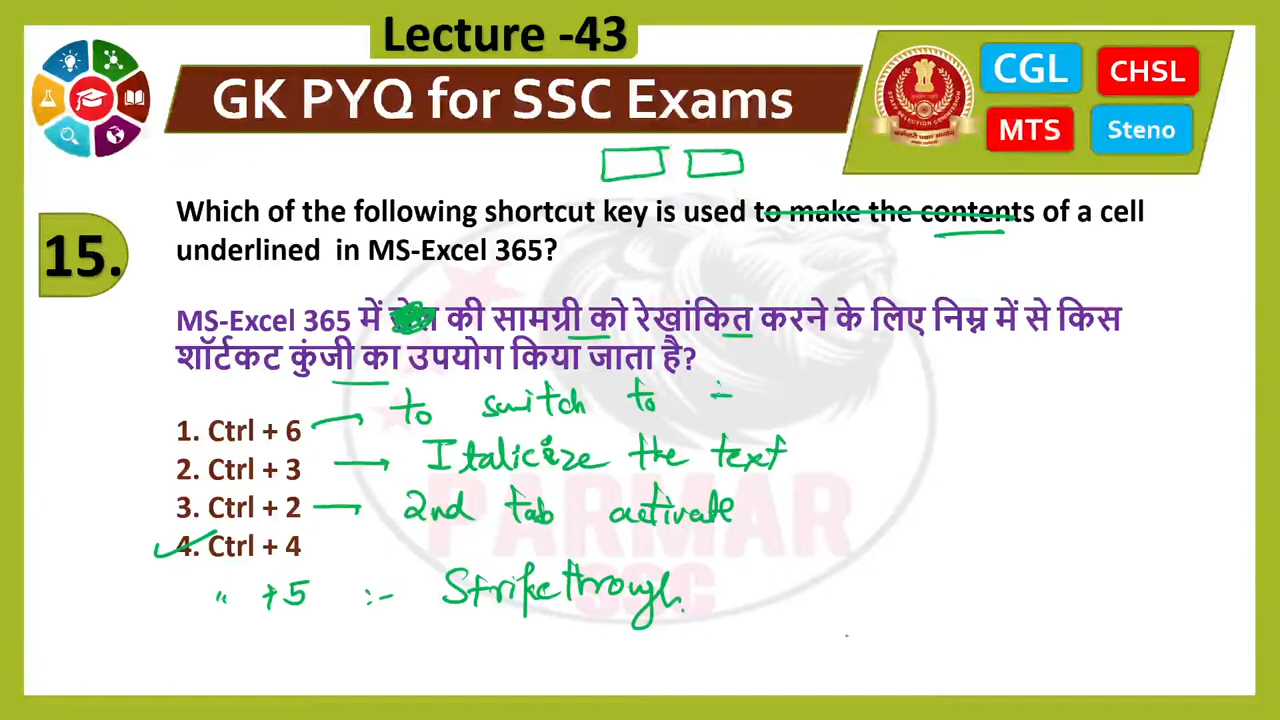 Lecture -43
GK PYQ for SSC Exams
CGL
CHSL
MTS
Steno
15.
Which of the following shortcut key is used to make the contents of a cell
underlined in MS-Excel 365?
MS-Excel 365 में की सामग्री को रेखांकित करने के लिए निम्न में से किस
शॉर्टकट कुंजी का उपयोग किया जाता है?
1. Ctrl + 6 to switch to
2. Ctrl + 3 Italicize the text
3. Ctrl + 2 2nd tab activate
4. Ctrl + 4
" +5 :- Strikethrough.
PARMAR
SSC